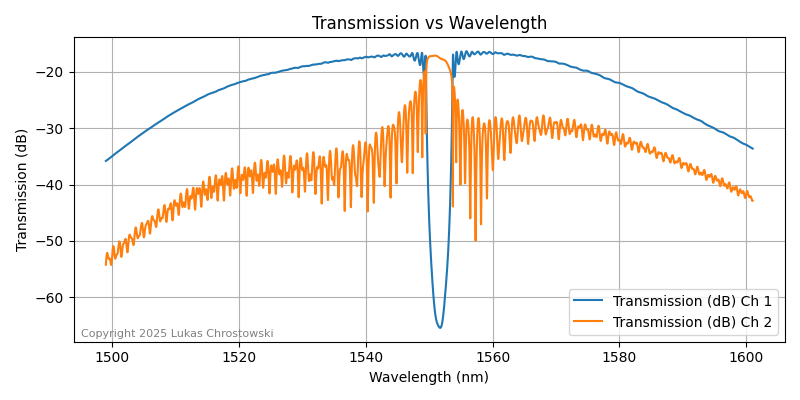 Transmission vs Wavelength
Transmission (dB)
−20
−30
−40
−50
−60
Transmission (dB) Ch 1
Transmission (dB) Ch 2
Copyright 2025 Lukas Chrostowski
1500
1520
1540
1560
1580
1600
Wavelength (nm)